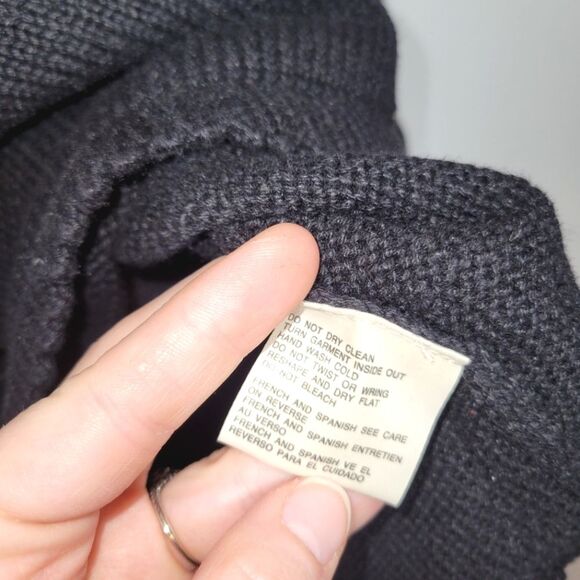 DO NOT DRY CLEAN
TURN GARMENT INSIDE OUT
HAND WASH COLD
DO NOT TWIST OR WRING
RESHAPE AND DRY FLAT
NOT BLEACH
FRENCH AND SPANISH SEE CARE
ON REVERSE
FRENCH AND SPANISH ENTRETIEN
AU VERSO
FRENCH AND SPANISH VE EL
REVERSO PARA EL CUIDADO